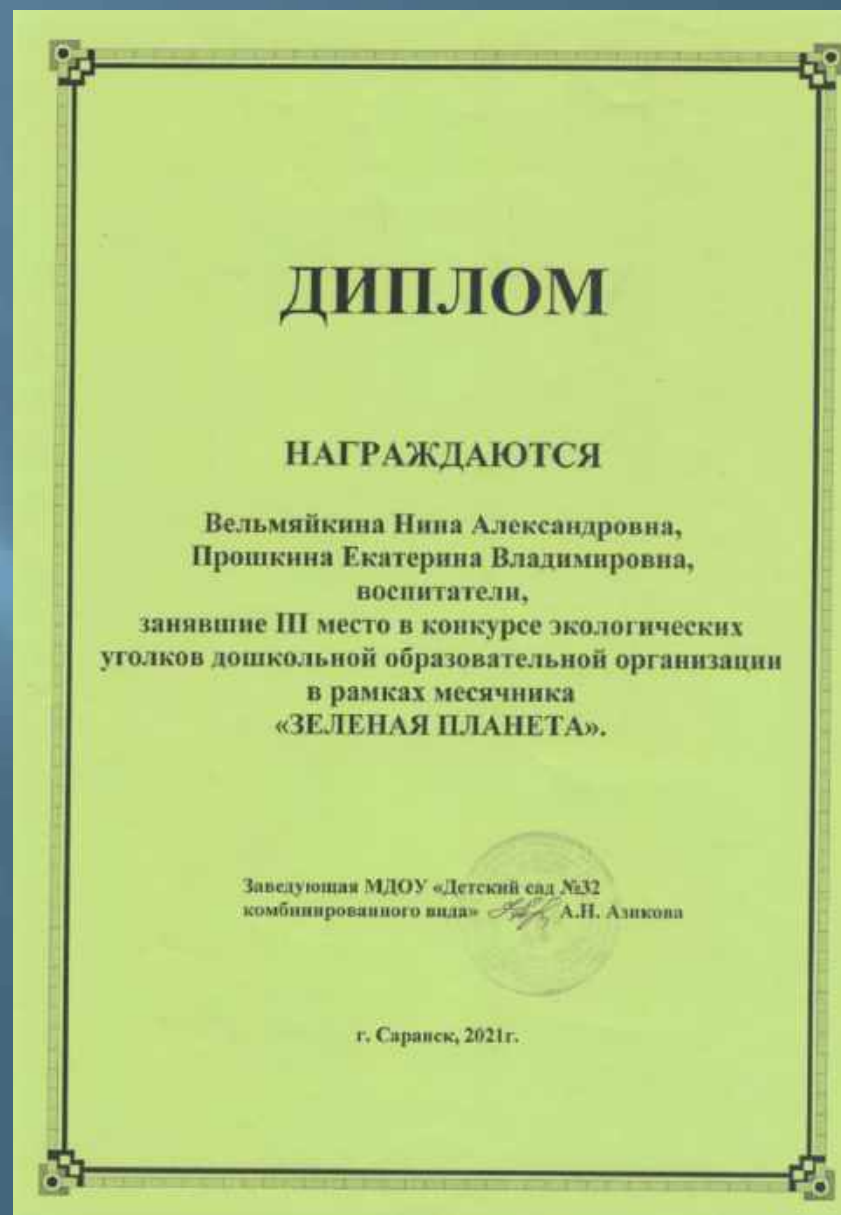 ДИПЛОМ
НАГРАЖДАЮТСЯ
Вельмяйкина Нина Александровна,
Прошкина Екатерина Владимировна,
воспитатели,
занявшие III место в конкурсе экологических
уголков дошкольной образовательной организации
в рамках месячника
«ЗЕЛЕНАЯ ПЛАНЕТА».
Заведующая МДОУ «Детский сад №32
комбинированного вида» А.Н. Азикова
г. Саранск, 2021г.